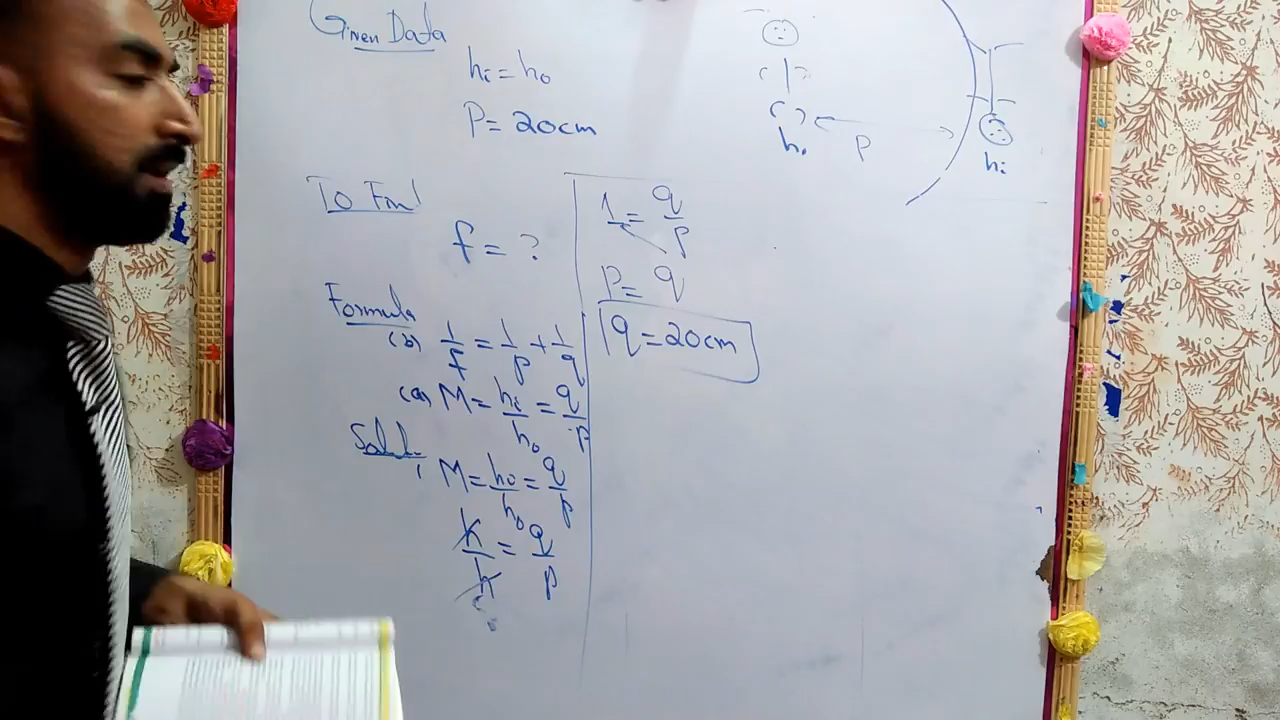 Given Data
hi = ho
P = 20cm
To Find
f = ?
Formula
(b) 1/f = 1/p + 1/q
(a) M = hi/ho = q/p
M = ho/ho = q/p
h/h = q/p
1 = q/p
P = q
q = 20cm
ho
P
hi